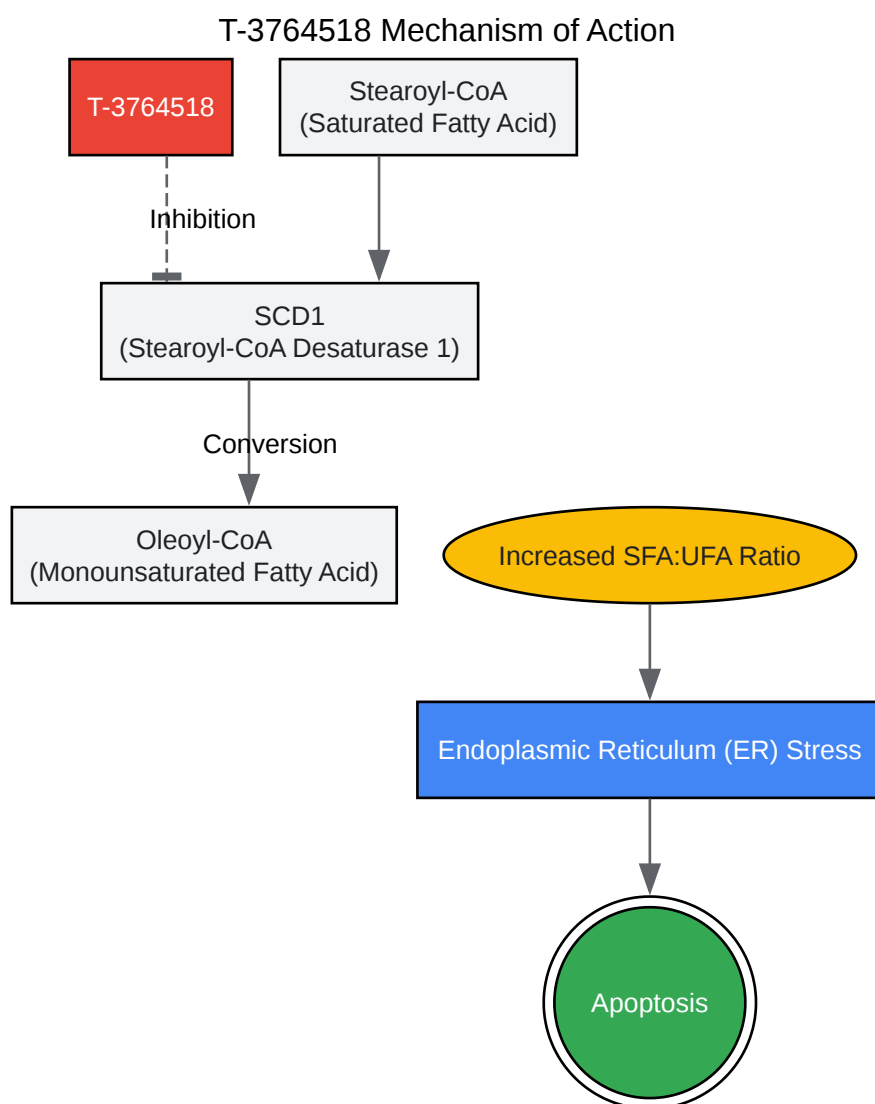 T-3764518 Mechanism of Action
T-3764518
Stearoyl-CoA
(Saturated Fatty Acid)
Inhibition
SCD1
(Stearoyl-CoA Desaturase 1)
Conversion
Oleoyl-CoA
(Monounsaturated Fatty Acid)
Increased SFA:UFA Ratio
Endoplasmic Reticulum (ER) Stress
Apoptosis